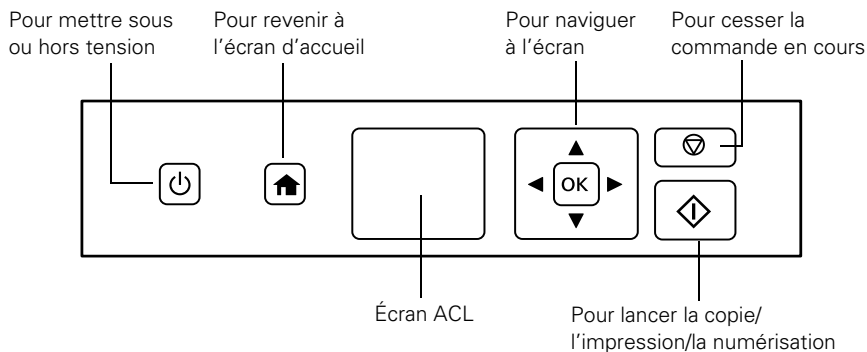 Pour mettre sous
ou hors tension
Pour revenir à
l'écran d'accueil
Pour naviguer
à l'écran
Pour cesser la
commande en cours
OK
Écran ACL
Pour lancer la copie/
l'impression/la numérisation